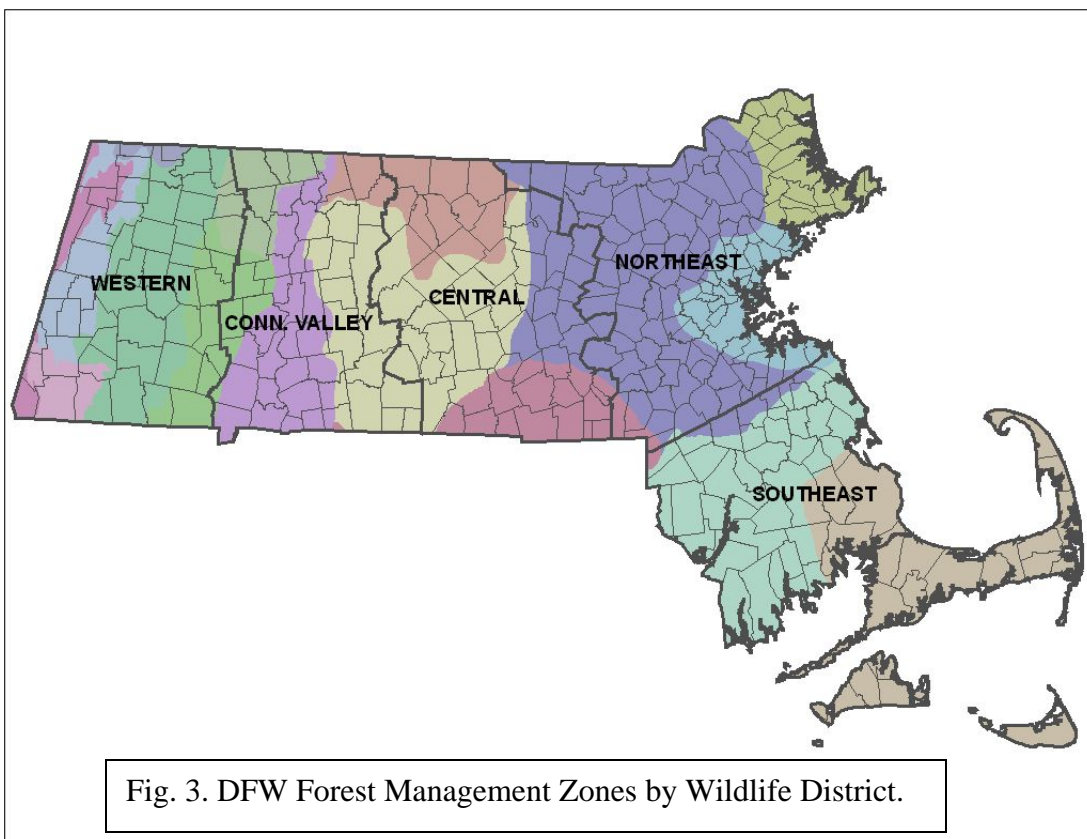 NORTHEAST
WESTERN
CENTRAL
CONN. VALLEY
SOUTHEAST
Fig. 3. DFW Forest Management Zones by Wildlife District.